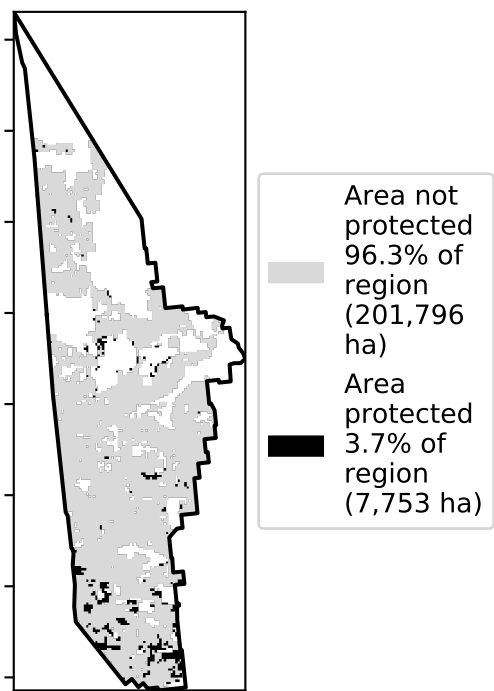 Area not
protected
96.3% of
region
(201,796
ha)
Area
protected
3.7% of
region
(7,753 ha)